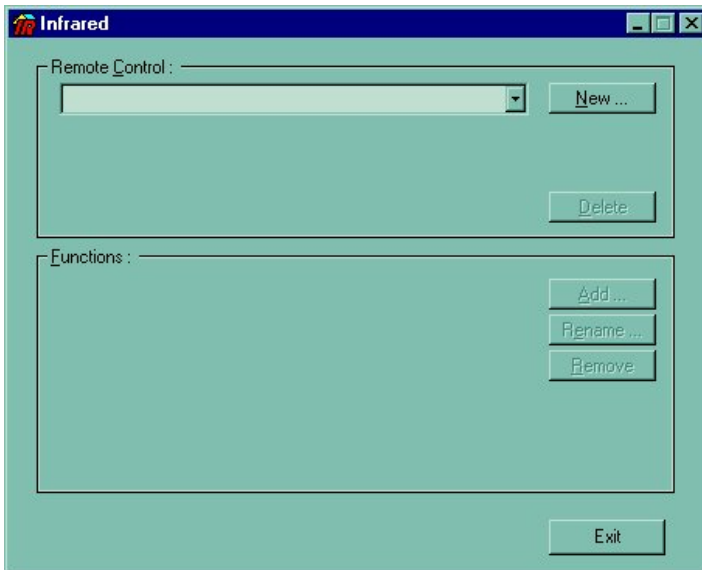 Infrared
Remote Control :
New ...
Delete
Functions :
Add ...
Rename ...
Remove
Exit